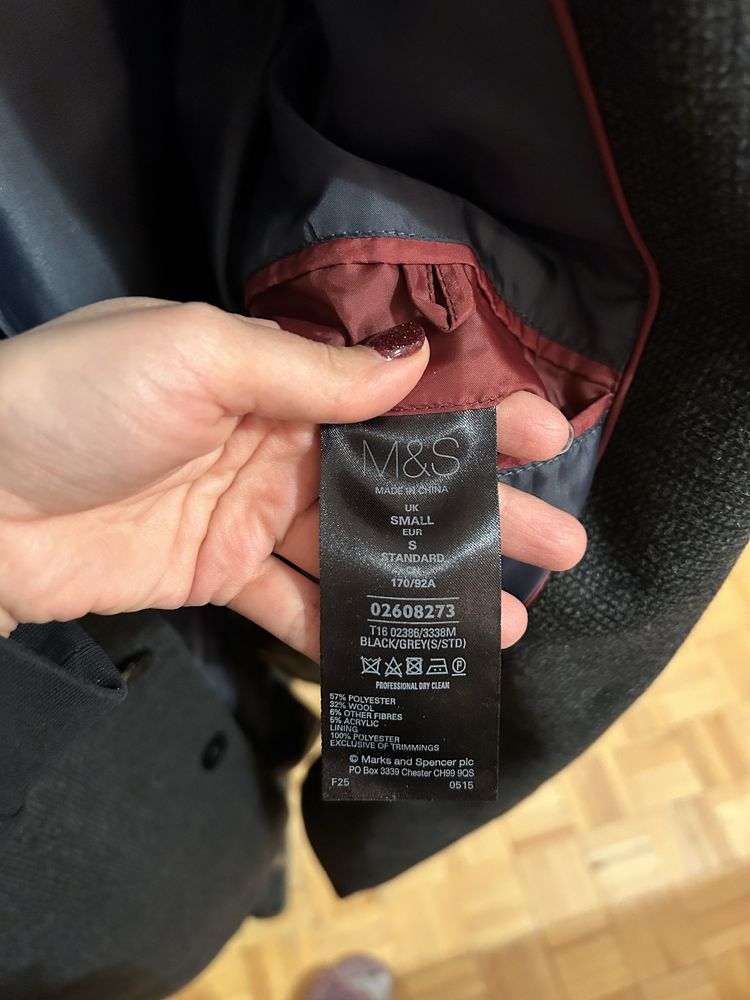 M&S
MADE IN CHINA
UK
SMALL
EUR
S
STANDARD
CN
170/92A
02608273
T16 02386/3338M
BLACK/GREY(S/STD)
P
PROFESSIONAL DRY CLEAN
57% POLYESTER
32% WOOL
6% OTHER FIBRES
5% ACRYLIC
LINING
100% POLYESTER
EXCLUSIVE OF TRIMMINGS
© Marks and Spencer plc
PO Box 3339 Chester CH99 9QS
F25 0515